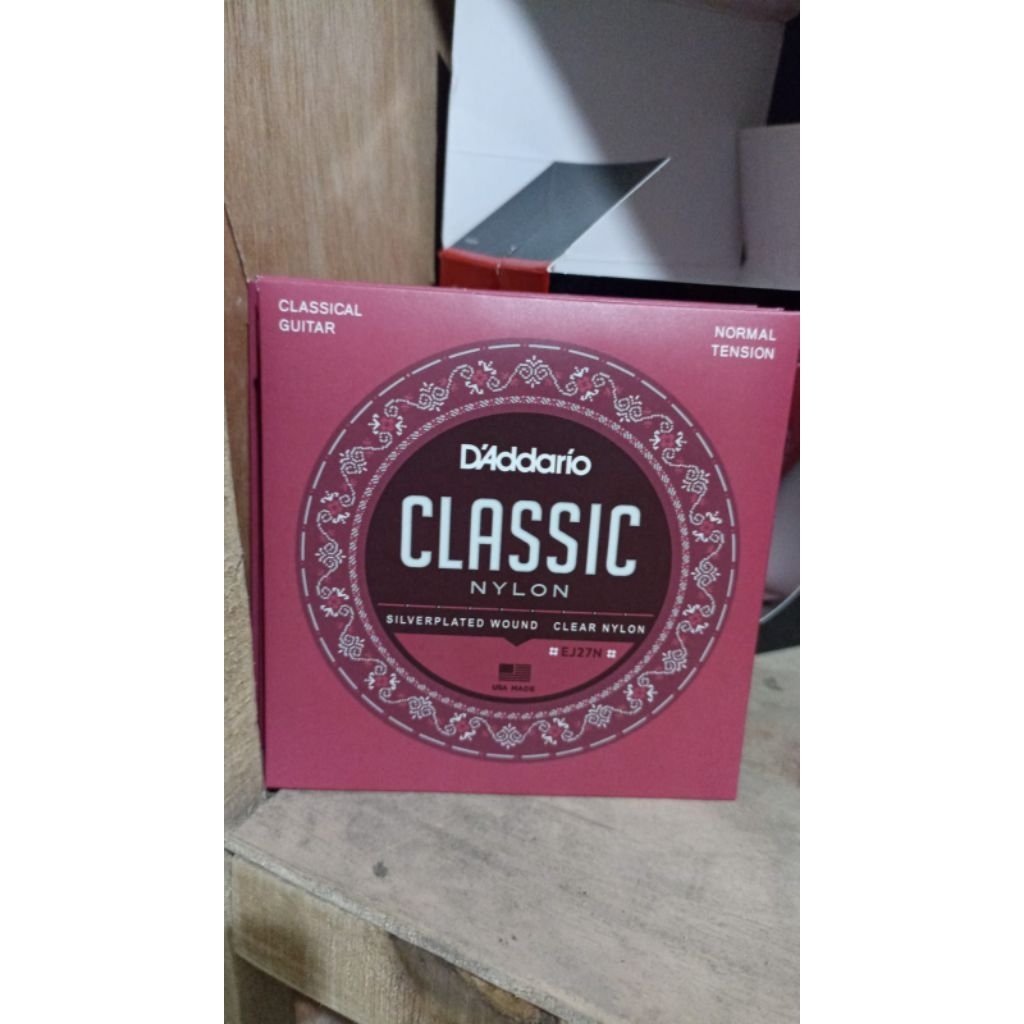 CLASSICAL
GUITAR
NORMAL
TENSION
D'Addario
CLASSIC
NYLON
SILVERPLATED WOUND CLEAR NYLON
EJ27N
USA MADE